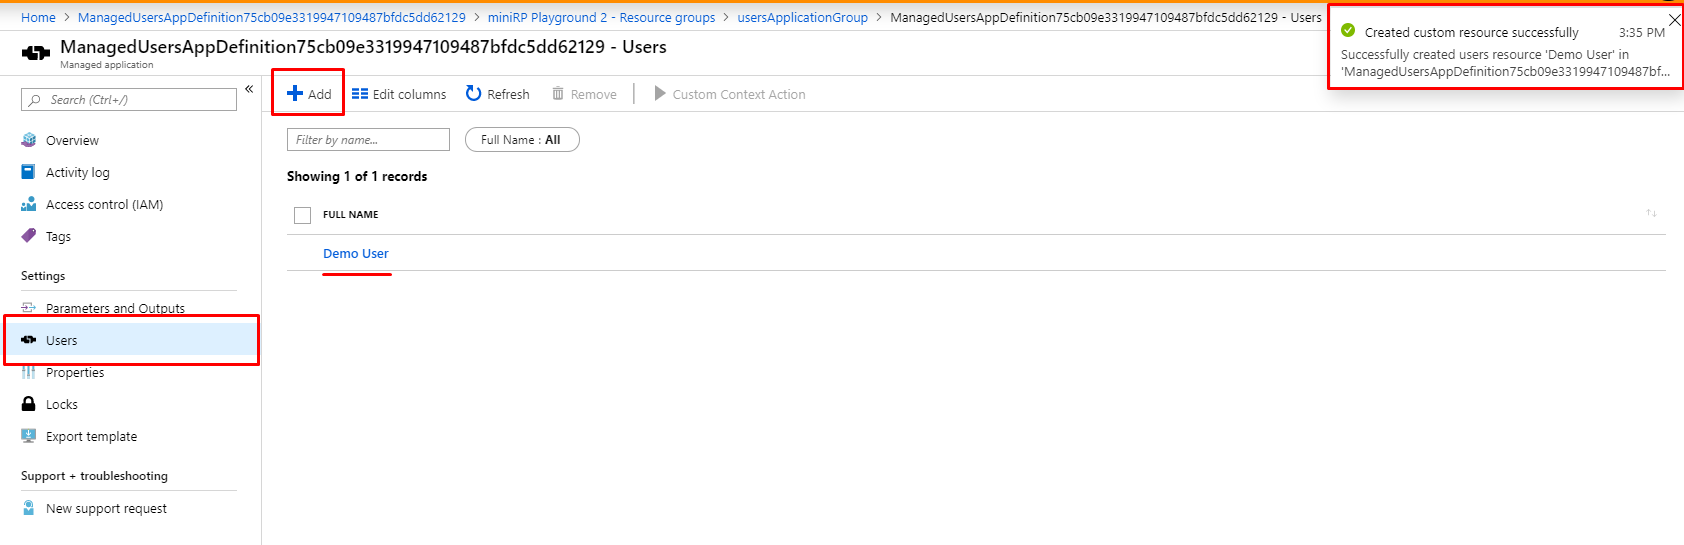 Home > ManagedUsersAppDefinition75cb09e3319947109487bfdc5dd62129 > miniRP Playground 2 - Resource groups > usersApplicationGroup > ManagedUsersAppDefinition75cb09e3319947109487bfdc5dd62129 - Users
ManagedUsersAppDefinition75cb09e3319947109487bfdc5dd62129 - Users
Managed application
Created custom resource successfully 3:35 PM
Successfully created users resource 'Demo User' in
'ManagedUsersAppDefinition75cb09e3319947109487bf...
Search (Ctrl+/)
«
Overview
Activity log
Access control (IAM)
Tags
Settings
Parameters and Outputs
Users
Properties
Locks
Export template
Support + troubleshooting
New support request
Add Edit columns Refresh Remove Custom Context Action
Filter by name... Full Name : All
Showing 1 of 1 records
FULL NAME
Demo User